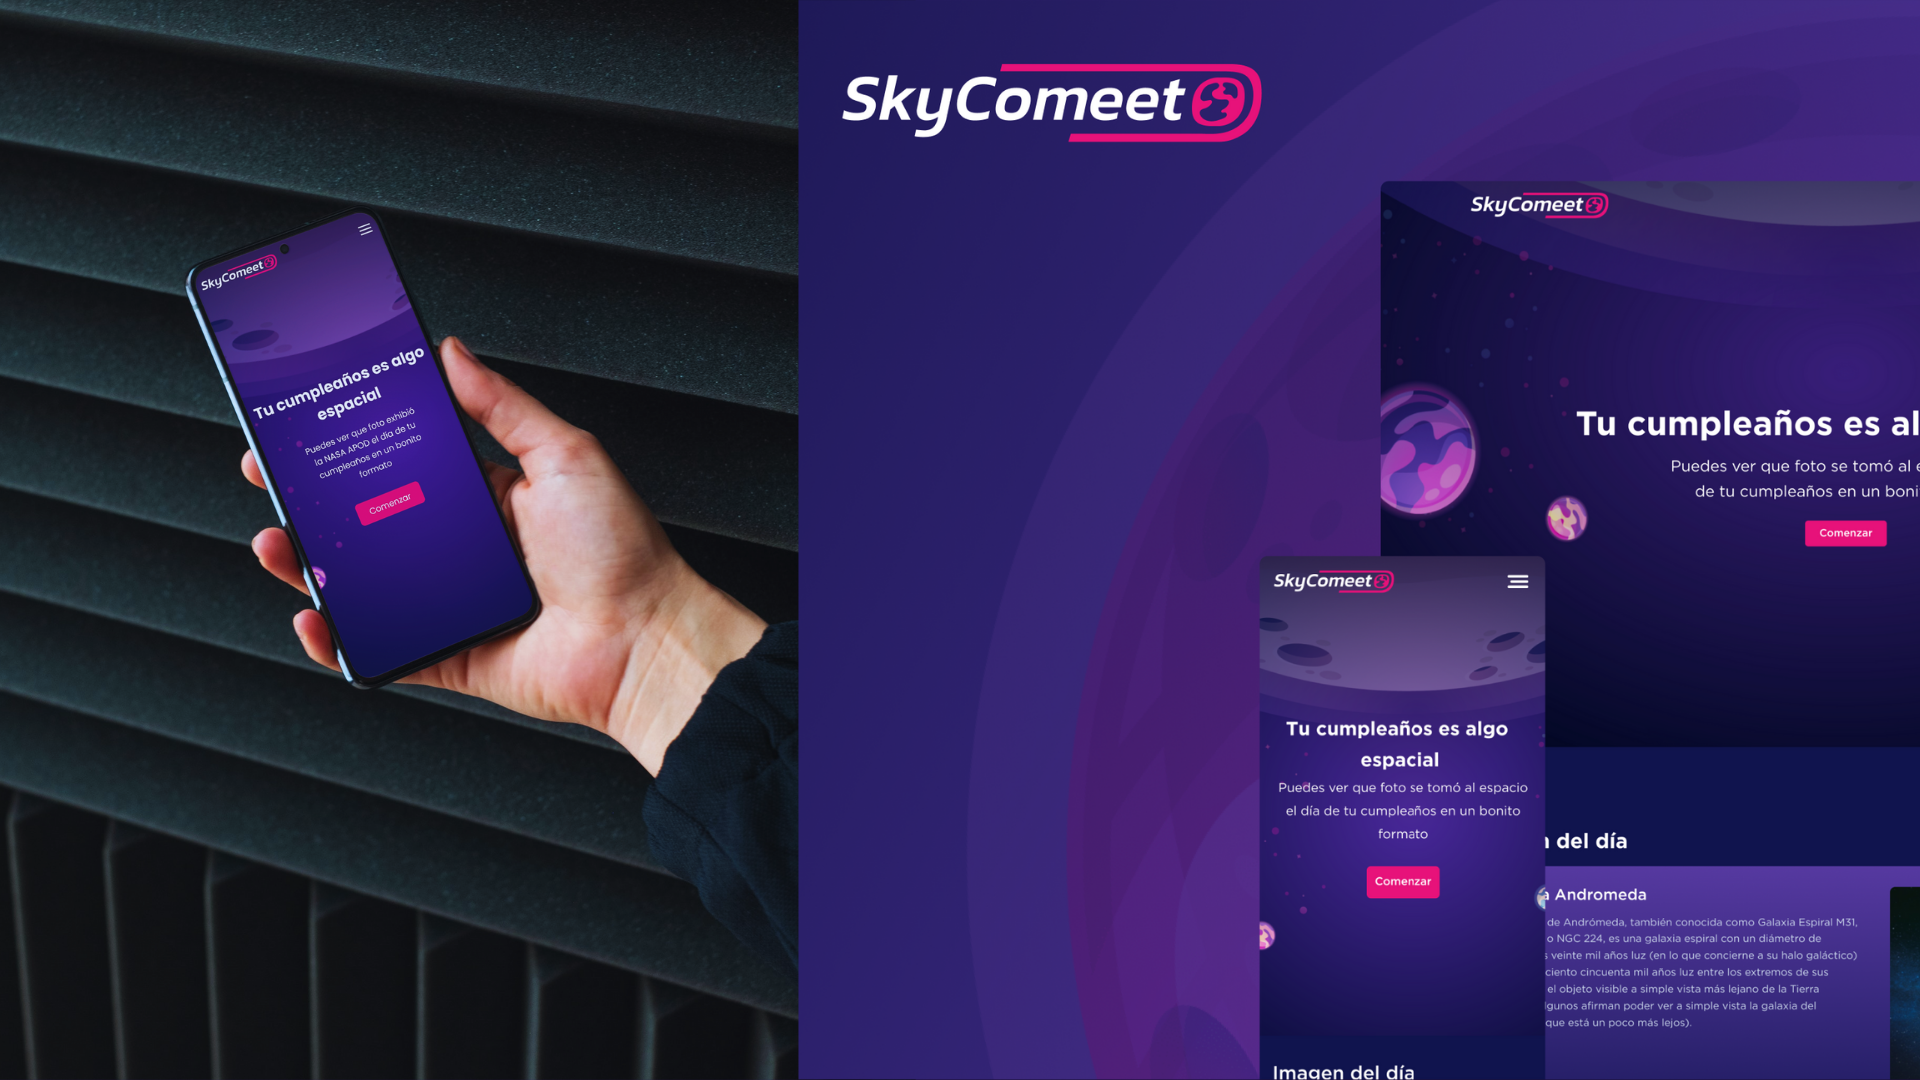 SkyComeet
Tu cumpleaños es algo
espacial
Puedes ver que foto exhibió
la NASA APOD el día de tu
cumpleaños en un bonito
formato
Comenzar
SkyComeet
SkyComeet
Tu cumpleaños es al
Puedes ver que foto se tomó al e
de tu cumpleaños en un boni
Comenzar
SkyComeet
Tu cumpleaños es algo
espacial
Puedes ver que foto se tomó al espacio
el día de tu cumpleaños en un bonito
formato
Comenzar
Imagen del día
n del día
a Andromeda
de Andrómeda, también conocida como Galaxia Espiral M31,
o NGC 224, es una galaxia espiral con un diámetro de
s veinte mil años luz (en lo que concierne a su halo galáctico)
ciento cincuenta mil años luz entre los extremos de sus
el objeto visible a simple vista más lejano de la Tierra
lgunos afirman poder ver a simple vista la galaxia del
que está un poco más lejos).